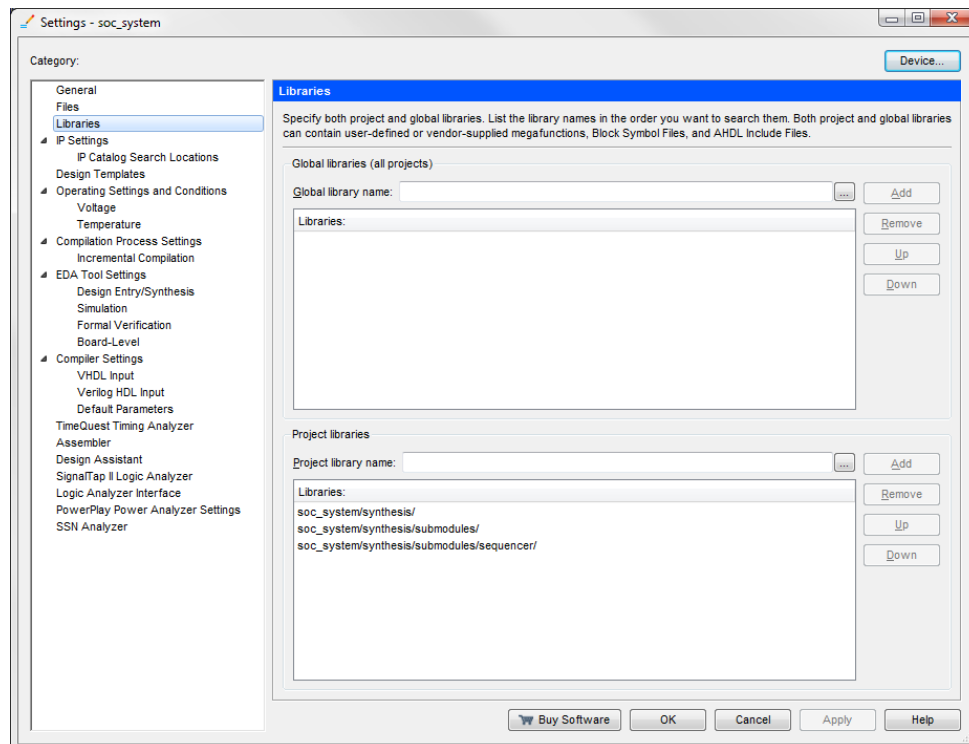 Settings - soc_system
Category:
Device...
General
Files
Libraries
IP Settings
IP Catalog Search Locations
Design Templates
Operating Settings and Conditions
Voltage
Temperature
Compilation Process Settings
Incremental Compilation
EDA Tool Settings
Design Entry/Synthesis
Simulation
Formal Verification
Board-Level
Compiler Settings
VHDL Input
Verilog HDL Input
Default Parameters
TimeQuest Timing Analyzer
Assembler
Design Assistant
SignalTap II Logic Analyzer
Logic Analyzer Interface
PowerPlay Power Analyzer Settings
SSN Analyzer
Libraries
Specify both project and global libraries. List the library names in the order you want to search them. Both project and global libraries
can contain user-defined or vendor-supplied megafunctions, Block Symbol Files, and AHDL Include Files.
Global libraries (all projects)
Global library name:
...
Add
Libraries:
Remove
Up
Down
Project libraries
Project library name:
...
Add
Libraries:
Remove
soc_system/synthesis/
soc_system/synthesis/submodules/
Up
soc_system/synthesis/submodules/sequencer/
Down
Buy Software
OK
Cancel
Apply
Help